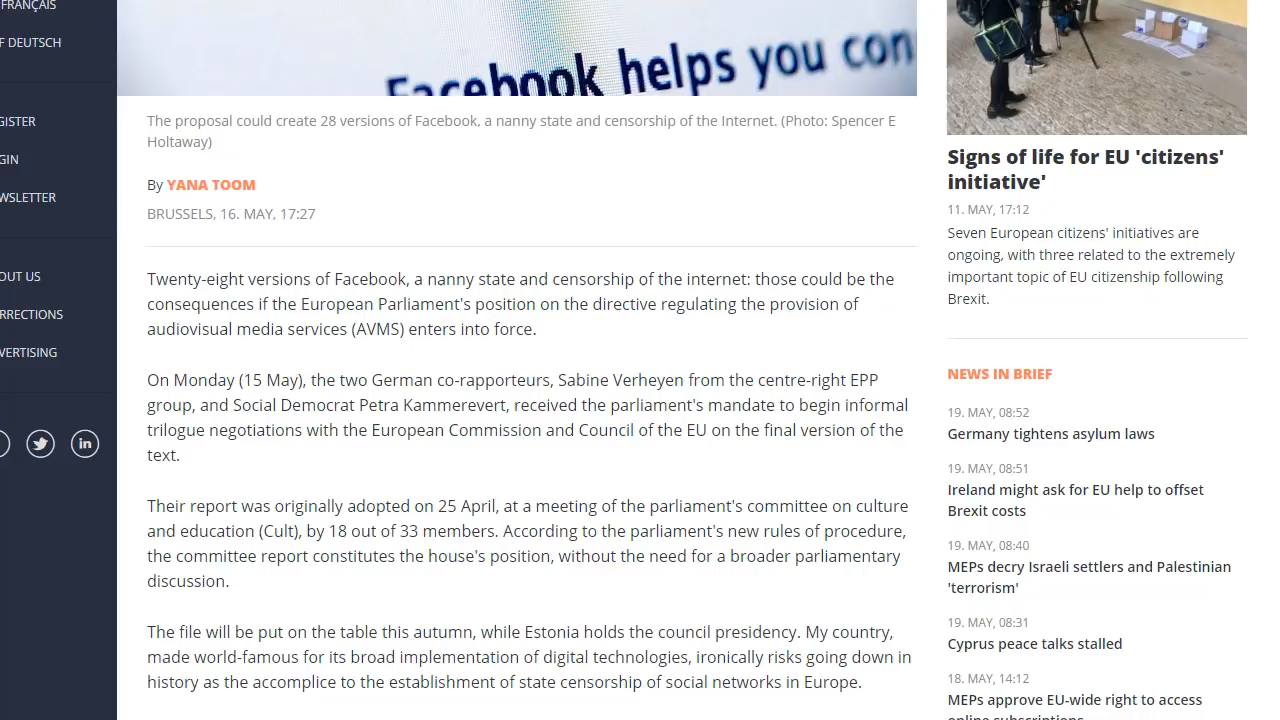 FRANÇAIS
F DEUTSCH
GISTER
GIN
WSLETTER
OUT US
RRECTIONS
VERTISING
in
Facebook helps you con
The proposal could create 28 versions of Facebook, a nanny state and censorship of the Internet. (Photo: Spencer E
Holtaway)
By YANA TOOM
BRUSSELS, 16. MAY, 17:27
Twenty-eight versions of Facebook, a nanny state and censorship of the internet: those could be the
consequences if the European Parliament's position on the directive regulating the provision of
audiovisual media services (AVMS) enters into force.
On Monday (15 May), the two German co-rapporteurs, Sabine Verheyen from the centre-right EPP
group, and Social Democrat Petra Kammerevert, received the parliament's mandate to begin informal
trilogue negotiations with the European Commission and Council of the EU on the final version of the
text.
Their report was originally adopted on 25 April, at a meeting of the parliament's committee on culture
and education (Cult), by 18 out of 33 members. According to the parliament's new rules of procedure,
the committee report constitutes the house's position, without the need for a broader parliamentary
discussion.
The file will be put on the table this autumn, while Estonia holds the council presidency. My country,
made world-famous for its broad implementation of digital technologies, ironically risks going down in
history as the accomplice to the establishment of state censorship of social networks in Europe.
Signs of life for EU 'citizens'
initiative'
11. MAY, 17:12
Seven European citizens' initiatives are
ongoing, with three related to the extremely
important topic of EU citizenship following
Brexit.
NEWS IN BRIEF
19. MAY, 08:52
Germany tightens asylum laws
19. MAY, 08:51
Ireland might ask for EU help to offset
Brexit costs
19. MAY, 08:40
MEPs decry Israeli settlers and Palestinian
'terrorism'
19. MAY, 08:31
Cyprus peace talks stalled
18. MAY, 14:12
MEPs approve EU-wide right to access
online subscriptions